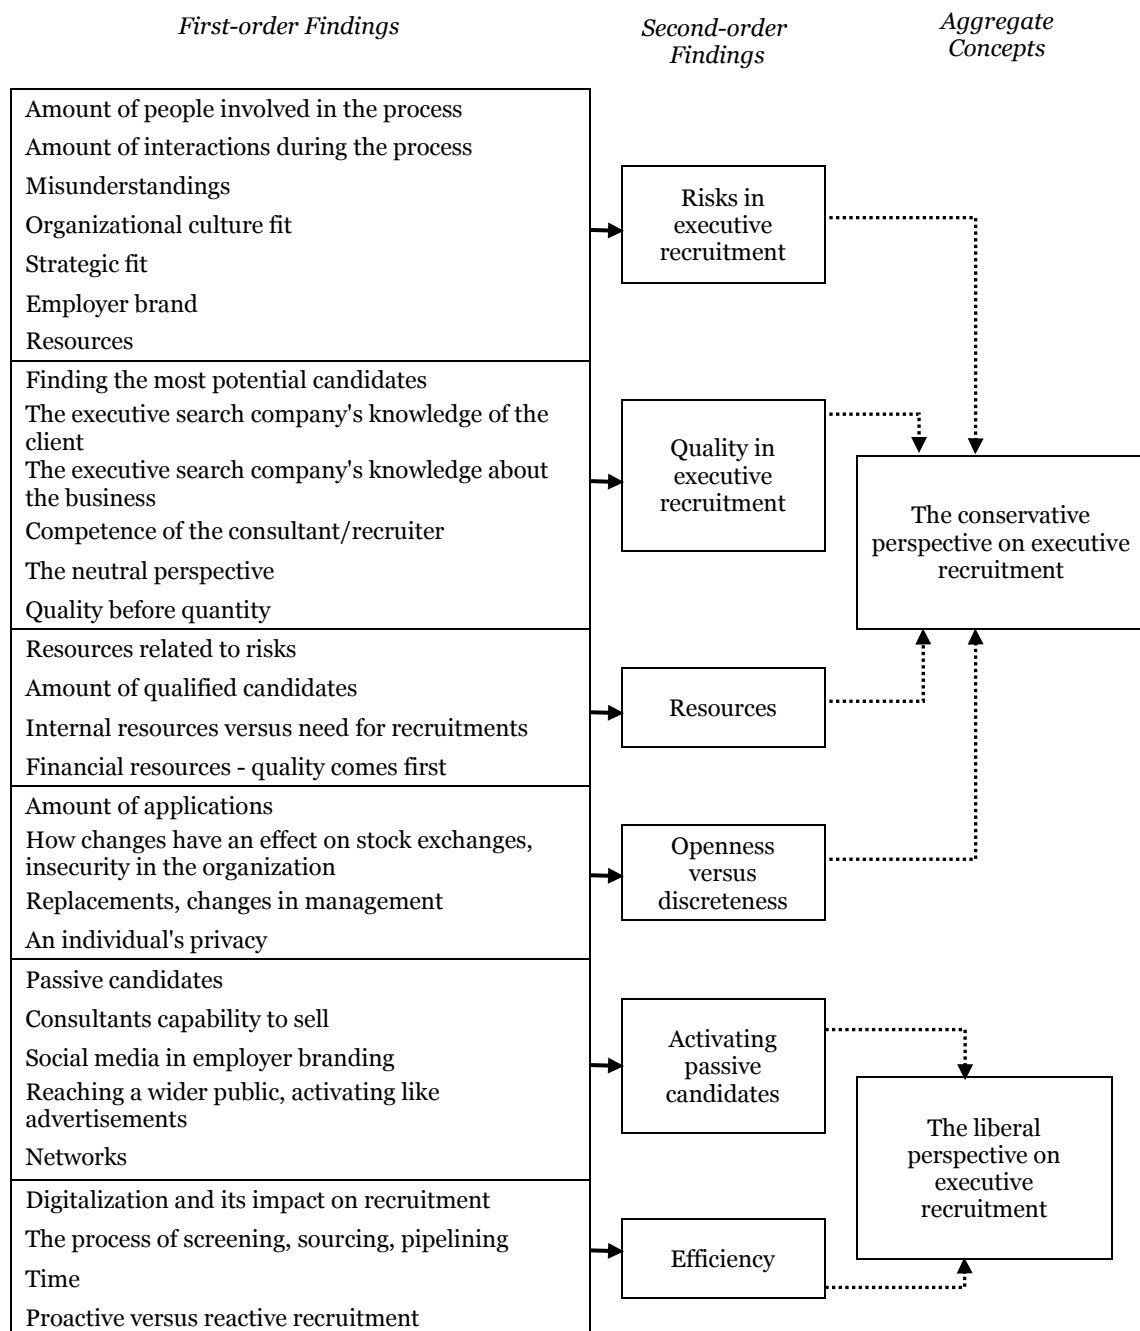 First-order Findings
Second-order
Findings
Aggregate
Concepts
Amount of people involved in the process
Amount of interactions during the process
Misunderstandings
Organizational culture fit
Strategic fit
Employer brand
Resources
Risks in
executive
recruitment
Finding the most potential candidates
The executive search company's knowledge of the
client
The executive search company's knowledge about
the business
Competence of the consultant/recruiter
The neutral perspective
Quality before quantity
Quality in
executive
recruitment
The conservative
perspective on executive
recruitment
Resources related to risks
Amount of qualified candidates
Internal resources versus need for recruitments
Financial resources - quality comes first
Resources
Amount of applications
How changes have an effect on stock exchanges,
insecurity in the organization
Replacements, changes in management
An individual's privacy
Openness
versus
discreteness
Passive candidates
Consultants capability to sell
Social media in employer branding
Reaching a wider public, activating like
advertisements
Networks
Activating
passive
candidates
The liberal
perspective on
executive
recruitment
Digitalization and its impact on recruitment
The process of screening, sourcing, pipelining
Time
Proactive versus reactive recruitment
Efficiency